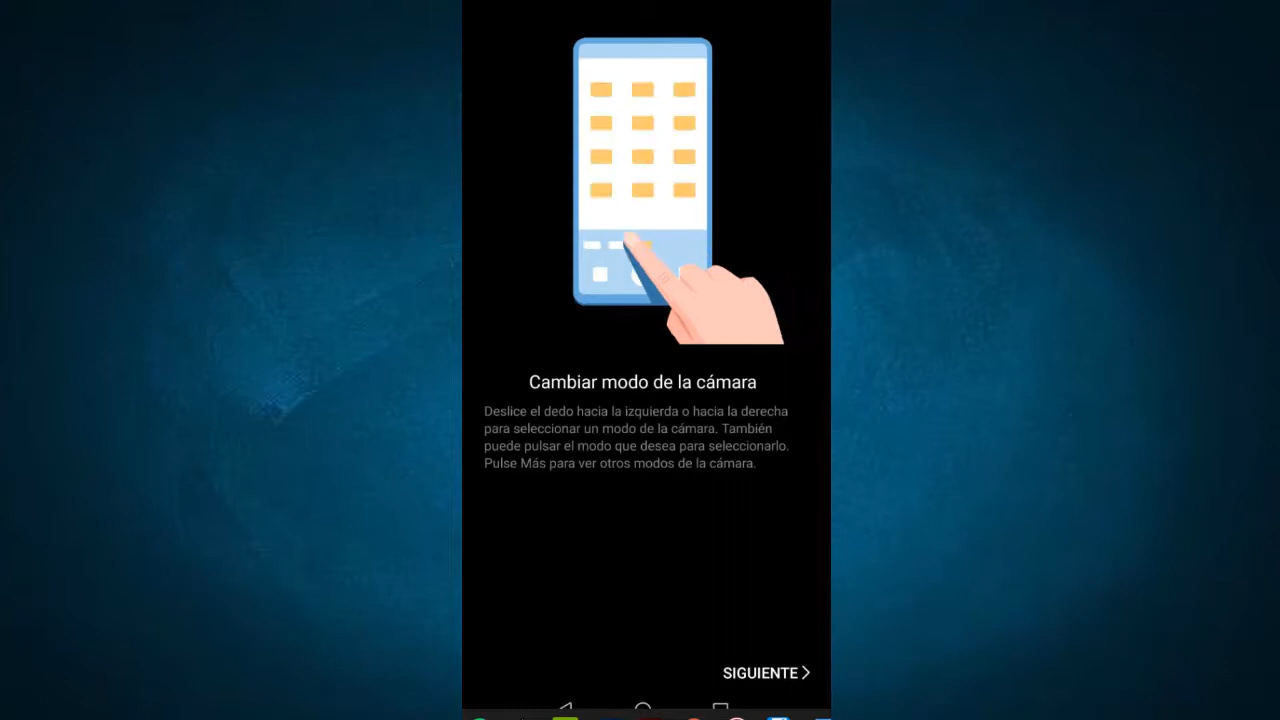 Cambiar modo de la cámara
Deslice el dedo hacia la izquierda o hacia la derecha
para seleccionar un modo de la cámara. También
puede pulsar el modo que desea para seleccionarlo.
Pulse Más para ver otros modos de la cámara.
SIGUIENTE